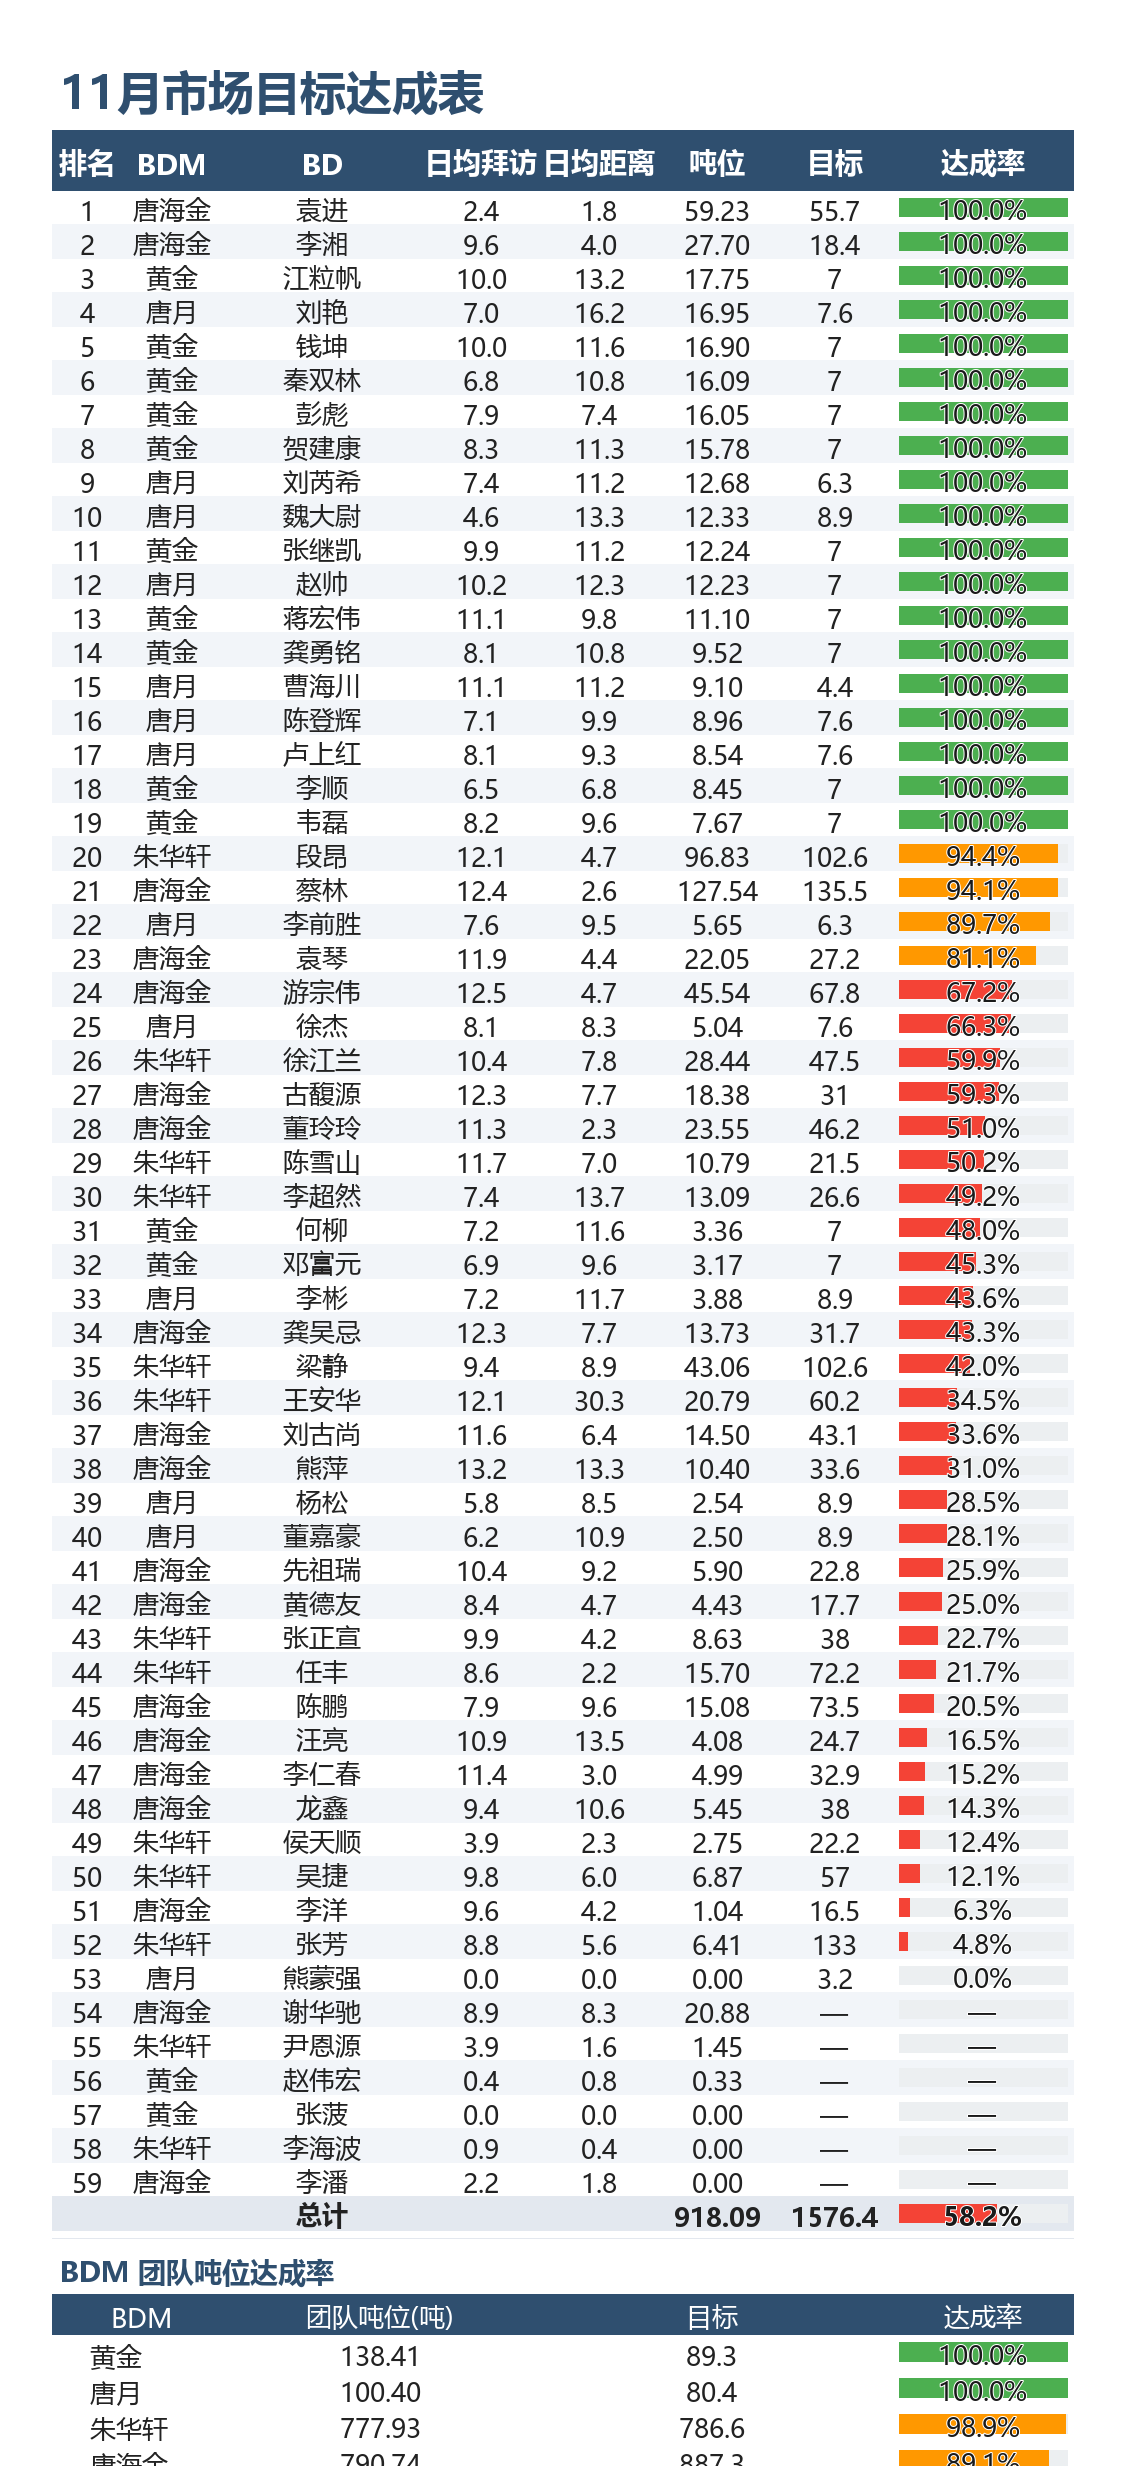 11月市场目标达成表
排名 BDM BD 日均拜访 日均距离 吨位 目标 达成率
1 唐海金 袁进 2.4 1.8 59.23 55.7 100.0%
2 唐海金 李湘 9.6 4.0 27.70 18.4 100.0%
3 黄金 江粒帆 10.0 13.2 17.75 7 100.0%
4 唐月 刘艳 7.0 16.2 16.95 7.6 100.0%
5 黄金 钱坤 10.0 11.6 16.90 7 100.0%
6 黄金 秦双林 6.8 10.8 16.09 7 100.0%
7 黄金 彭彪 7.9 7.4 16.05 7 100.0%
8 黄金 贺建康 8.3 11.3 15.78 7 100.0%
9 唐月 刘芮希 7.4 11.2 12.68 6.3 100.0%
10 唐月 魏大尉 4.6 13.3 12.33 8.9 100.0%
11 黄金 张继凯 9.9 11.2 12.24 7 100.0%
12 唐月 赵帅 10.2 12.3 12.23 7 100.0%
13 黄金 蒋宏伟 11.1 9.8 11.10 7 100.0%
14 黄金 龚勇铭 8.1 10.8 9.52 7 100.0%
15 唐月 曹海川 11.1 11.2 9.10 4.4 100.0%
16 唐月 陈登辉 7.1 9.9 8.96 7.6 100.0%
17 唐月 卢上红 8.1 9.3 8.54 7.6 100.0%
18 黄金 李顺 6.5 6.8 8.45 7 100.0%
19 黄金 韦磊 8.2 9.6 7.67 7 100.0%
20 朱华轩 段昂 12.1 4.7 96.83 102.6 94.4%
21 唐海金 蔡林 12.4 2.6 127.54 135.5 94.1%
22 唐月 李前胜 7.6 9.5 5.65 6.3 89.7%
23 唐海金 袁琴 11.9 4.4 22.05 27.2 81.1%
24 唐海金 游宗伟 12.5 4.7 45.54 67.8 67.2%
25 唐月 徐杰 8.1 8.3 5.04 7.6 66.3%
26 朱华轩 徐江兰 10.4 7.8 28.44 47.5 59.9%
27 唐海金 古馥源 12.3 7.7 18.38 31 59.3%
28 唐海金 董玲玲 11.3 2.3 23.55 46.2 51.0%
29 朱华轩 陈雪山 11.7 7.0 10.79 21.5 50.2%
30 朱华轩 李超然 7.4 13.7 13.09 26.6 49.2%
31 黄金 何柳 7.2 11.6 3.36 7 48.0%
32 黄金 邓富元 6.9 9.6 3.17 7 45.3%
33 唐月 李彬 7.2 11.7 3.88 8.9 43.6%
34 唐海金 龚吴忌 12.3 7.7 13.73 31.7 43.3%
35 朱华轩 梁静 9.4 8.9 43.06 102.6 42.0%
36 朱华轩 王安华 12.1 30.3 20.79 60.2 34.5%
37 唐海金 刘古尚 11.6 6.4 14.50 43.1 33.6%
38 唐海金 熊萍 13.2 13.3 10.40 33.6 31.0%
39 唐月 杨松 5.8 8.5 2.54 8.9 28.5%
40 唐月 董嘉豪 6.2 10.9 2.50 8.9 28.1%
41 唐海金 先祖瑞 10.4 9.2 5.90 22.8 25.9%
42 唐海金 黄德友 8.4 4.7 4.43 17.7 25.0%
43 朱华轩 张正宣 9.9 4.2 8.63 38 22.7%
44 朱华轩 任丰 8.6 2.2 15.70 72.2 21.7%
45 唐海金 陈鹏 7.9 9.6 15.08 73.5 20.5%
46 唐海金 汪亮 10.9 13.5 4.08 24.7 16.5%
47 唐海金 李仁春 11.4 3.0 4.99 32.9 15.2%
48 唐海金 龙鑫 9.4 10.6 5.45 38 14.3%
49 朱华轩 侯天顺 3.9 2.3 2.75 22.2 12.4%
50 朱华轩 吴捷 9.8 6.0 6.87 57 12.1%
51 唐海金 李洋 9.6 4.2 1.04 16.5 6.3%
52 朱华轩 张芳 8.8 5.6 6.41 133 4.8%
53 唐月 熊蒙强 0.0 0.0 0.00 3.2 0.0%
54 唐海金 谢华驰 8.9 8.3 20.88 — —
55 朱华轩 尹恩源 3.9 1.6 1.45 — —
56 黄金 赵伟宏 0.4 0.8 0.33 — —
57 黄金 张菠 0.0 0.0 0.00 — —
58 朱华轩 李海波 0.9 0.4 0.00 — —
59 唐海金 李潘 2.2 1.8 0.00 — —
总计 918.09 1576.4 58.2%
BDM 团队吨位达成率
BDM 团队吨位(吨) 目标 达成率
黄金 138.41 89.3 100.0%
唐月 100.40 80.4 100.0%
朱华轩 777.93 786.6 98.9%
唐海金 790.74 887.3 89.1%